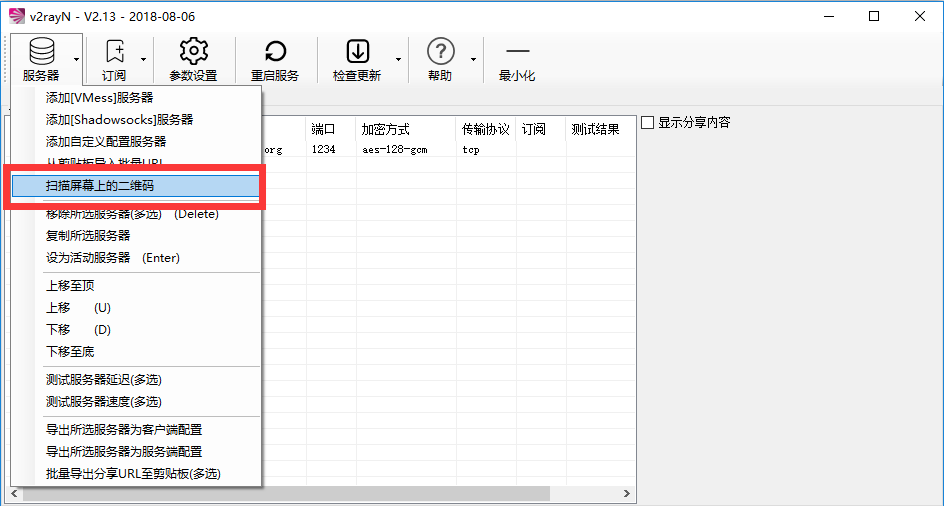 v2rayN - V2.13 - 2018-08-06
服务器 订阅 参数设置 重启服务 检查更新 帮助 最小化
添加[VMess]服务器
添加[Shadowsocks]服务器
添加自定义配置服务器
从剪贴板导入批量URL
扫描屏幕上的二维码
移除所选服务器(多选) (Delete)
复制所选服务器
设为活动服务器 (Enter)
上移至顶
上移 (U)
下移 (D)
下移至底
测试服务器延迟(多选)
测试服务器速度(多选)
导出所选服务器为客户端配置
导出所选服务器为服务端配置
批量导出分享URL至剪贴板(多选)
端口 加密方式 传输协议 订阅 测试结果
org 1234 aes-128-gcm tcp
显示分享内容